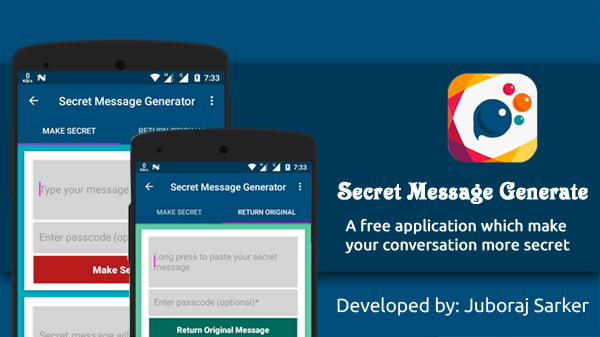 0
KB/s
N
7:33
Secret Message Generator
MAKE SECRET
RETURN ORIGINAL
Type your message
Enter passcode (op
Make Se
Secret message wil
0
KB/s
N
7:33
Secret Message Generator
MAKE SECRET
RETURN ORIGINAL
Long press to paste your secret
message
Enter passcode (optional)*
Return Original Message
Secret Message Generate
A free application which make
your conversation more secret
Developed by: Juboraj Sarker